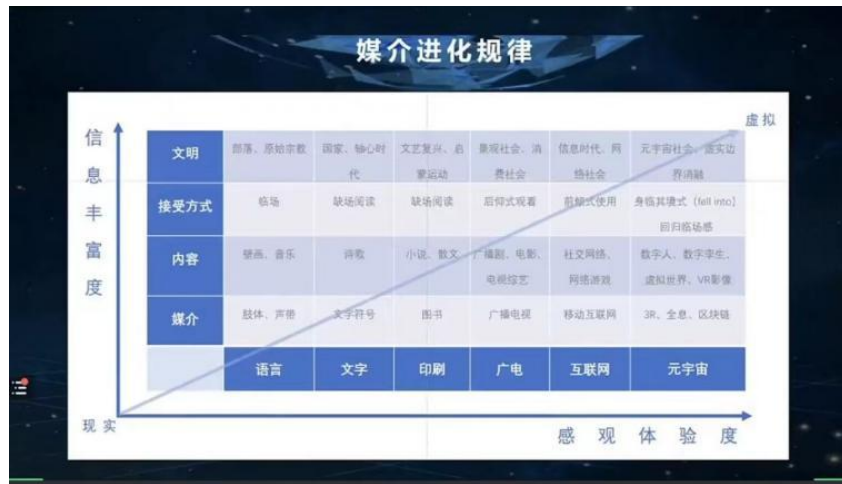 媒介进化规律
虚拟
信息丰富度
文明 部落、原始宗教 国家、轴心时代 文艺复兴、启蒙运动 景观社会、消费社会 信息时代、网络社会 元宇宙社会、虚实边界消融
接受方式 临场 缺场阅读 缺场阅读 后仰式观看 前倾式使用 身临其境式（fell into）回归临场感
内容 壁画、音乐 诗歌 小说、散文 广播剧、电影、电视综艺 社交网络、网络游戏 数字人、数字孪生、虚拟世界、VR影像
媒介 肢体、声带 文字符号 图书 广播电视 移动互联网 3R、全息、区块链
语言 文字 印刷 广电 互联网 元宇宙
现实
感观体验度